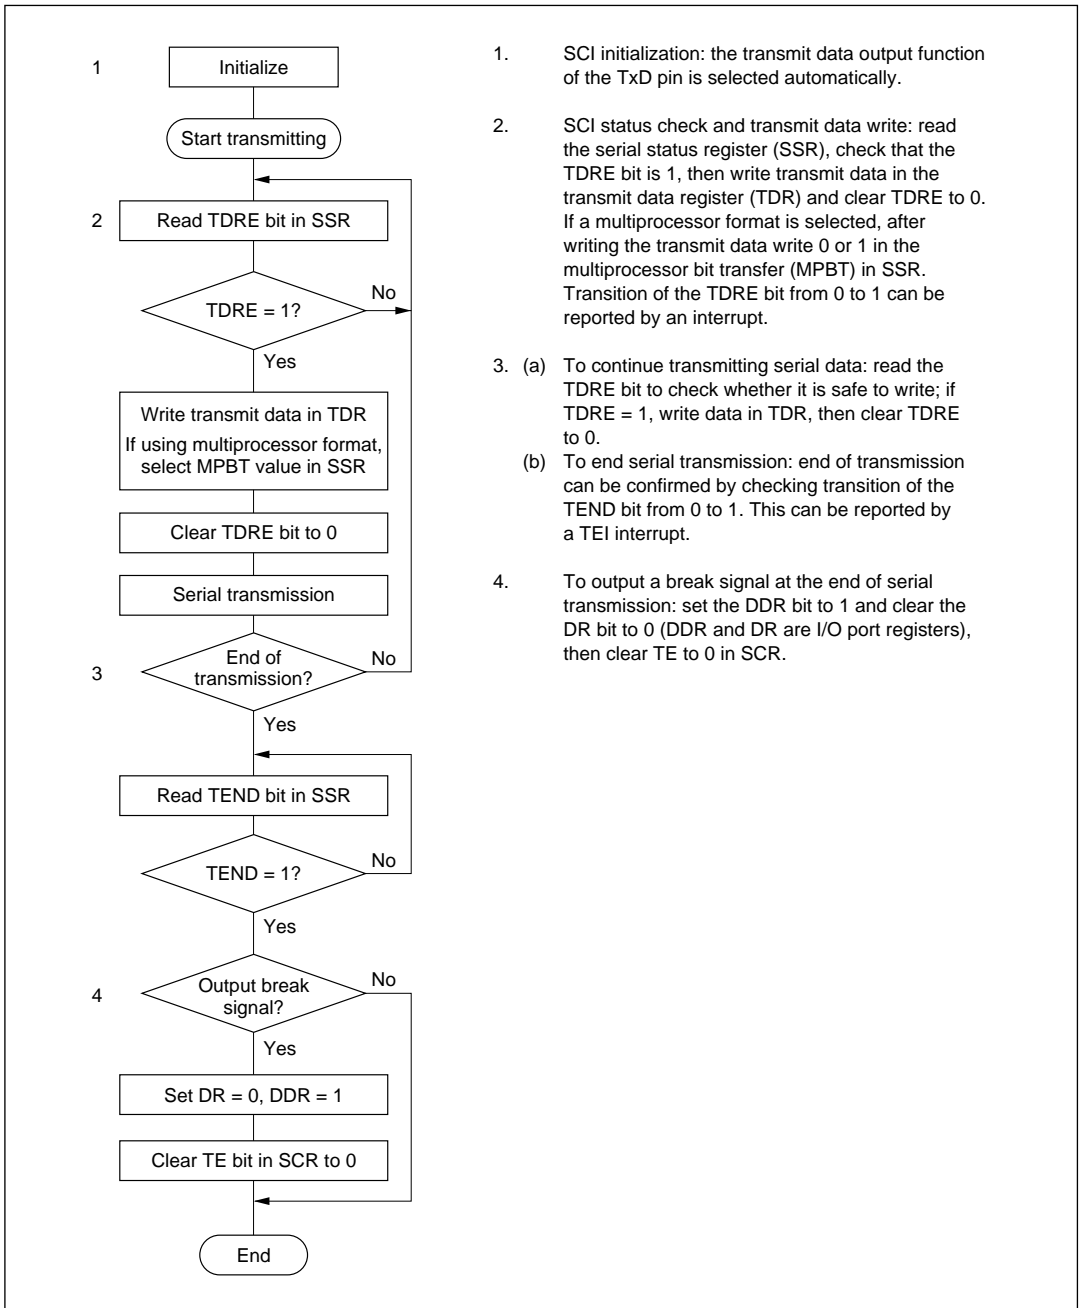 1
Initialize
Start transmitting
2
Read TDRE bit in SSR
TDRE = 1?
No
Yes
Write transmit data in TDR
If using multiprocessor format,
select MPBT value in SSR
Clear TDRE bit to 0
Serial transmission
3
End of
transmission?
No
Yes
Read TEND bit in SSR
TEND = 1?
No
Yes
4
Output break
signal?
No
Yes
Set DR = 0, DDR = 1
Clear TE bit in SCR to 0
End
1. SCI initialization: the transmit data output function
of the TxD pin is selected automatically.
2. SCI status check and transmit data write: read
the serial status register (SSR), check that the
TDRE bit is 1, then write transmit data in the
transmit data register (TDR) and clear TDRE to 0.
If a multiprocessor format is selected, after
writing the transmit data write 0 or 1 in the
multiprocessor bit transfer (MPBT) in SSR.
Transition of the TDRE bit from 0 to 1 can be
reported by an interrupt.
3. (a) To continue transmitting serial data: read the
TDRE bit to check whether it is safe to write; if
TDRE = 1, write data in TDR, then clear TDRE
to 0.
(b) To end serial transmission: end of transmission
can be confirmed by checking transition of the
TEND bit from 0 to 1. This can be reported by
a TEI interrupt.
4. To output a break signal at the end of serial
transmission: set the DDR bit to 1 and clear the
DR bit to 0 (DDR and DR are I/O port registers),
then clear TE to 0 in SCR.